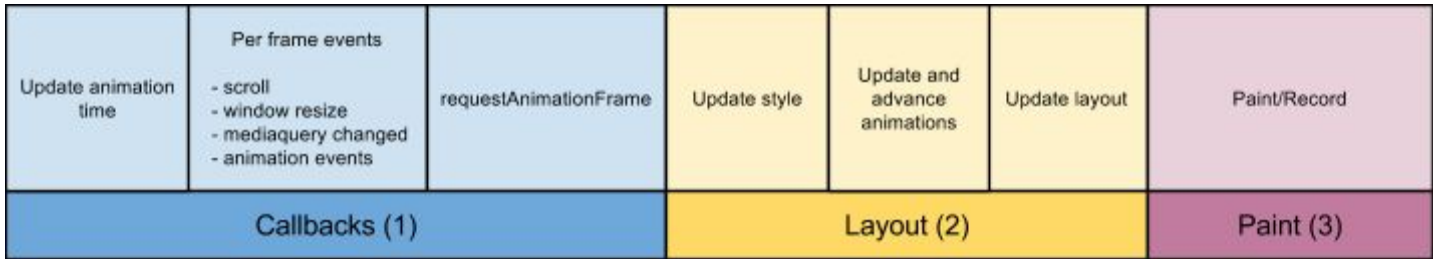 Update animation
time
Per frame events
- scroll
- window resize
- mediaquery changed
- animation events
requestAnimationFrame
Update style
Update and
advance
animations
Update layout
Paint/Record
Callbacks (1)
Layout (2)
Paint (3)